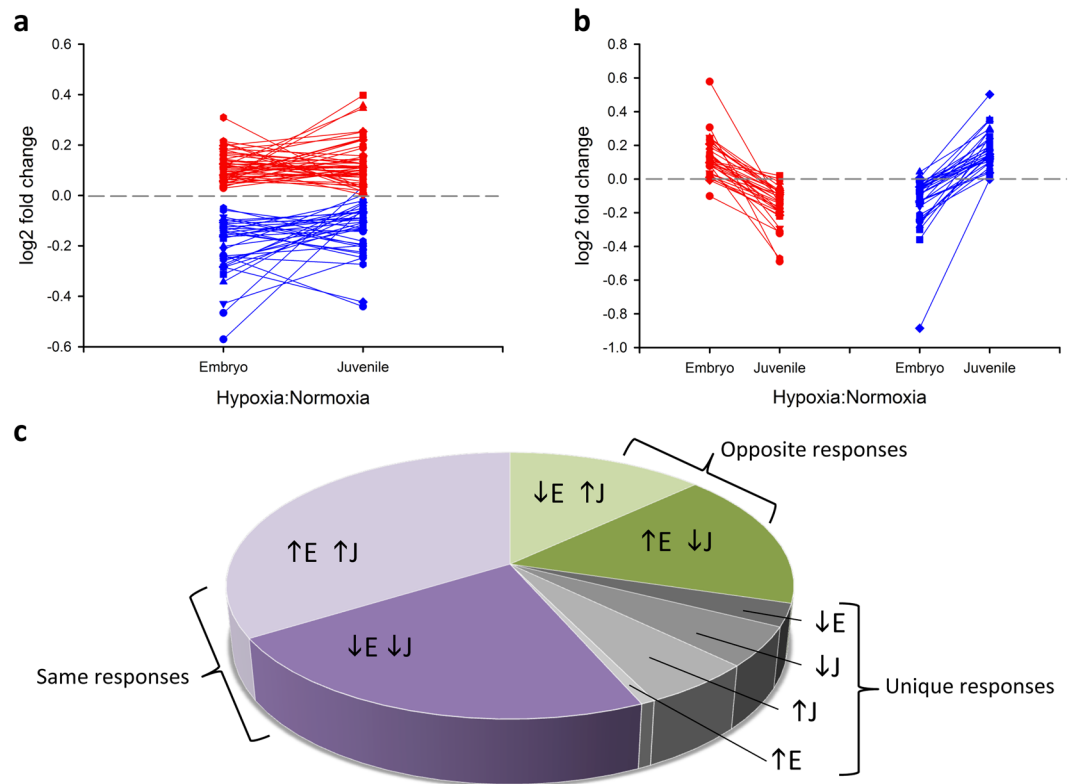 a
b
0.6
0.4
0.2
0.0
-0.2
-0.4
-0.6
log2 fold change
Embryo Juvenile
Hypoxia:Normoxia
0.8
0.6
0.4
0.2
0.0
-0.2
-0.4
-0.6
-0.8
-1.0
log2 fold change
Embryo Juvenile Embryo Juvenile
Hypoxia:Normoxia
c
Opposite responses
↓E ↑J
↑E ↓J
↑E ↑J
↓E ↓J
Same responses
↓E
↓J
↑J
↑E
Unique responses